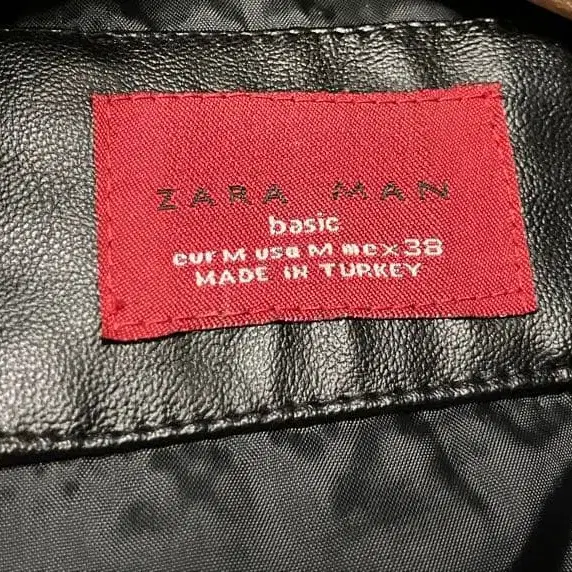 ZARA MAN
basic
eur M usa M mex 38
MADE IN TURKEY